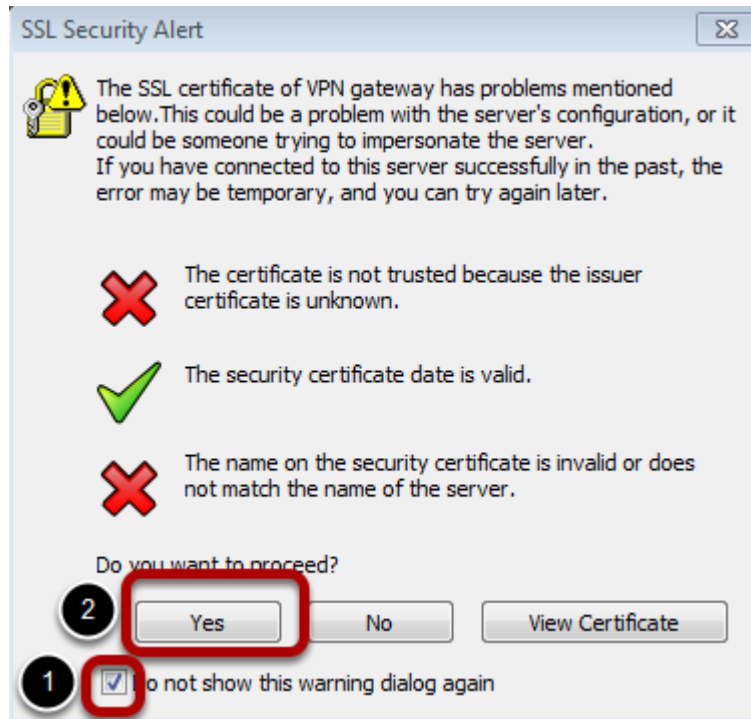 SSL Security Alert
The SSL certificate of VPN gateway has problems mentioned
below.This could be a problem with the server's configuration, or it
could be someone trying to impersonate the server.
If you have connected to this server successfully in the past, the
error may be temporary, and you can try again later.
The certificate is not trusted because the issuer
certificate is unknown.
The security certificate date is valid.
The name on the security certificate is invalid or does
not match the name of the server.
Do you want to proceed?
2 Yes No View Certificate
1 Do not show this warning dialog again